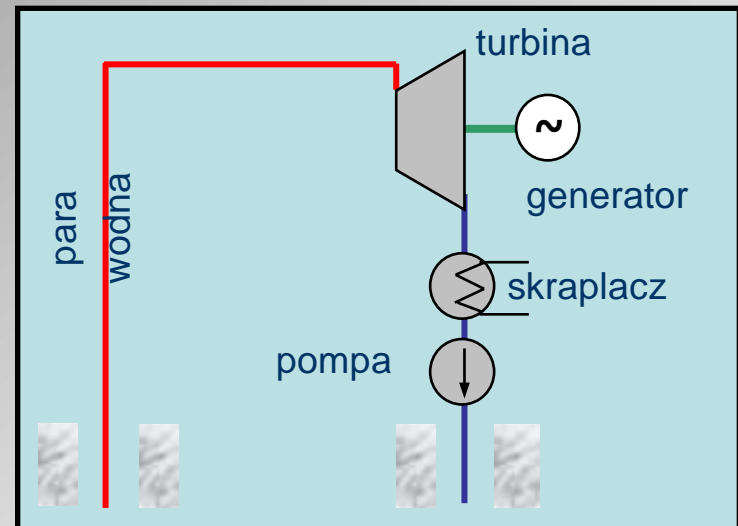 turbina
~
generator
para
wodna
skraplacz
pompa